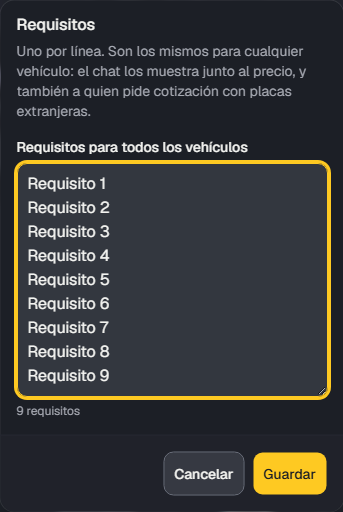 Requisitos
Uno por línea. Son los mismos para cualquier
vehículo: el chat los muestra junto al precio, y
también a quien pide cotización con placas
extranjeras.
Requisitos para todos los vehículos
Requisito 1
Requisito 2
Requisito 3
Requisito 4
Requisito 5
Requisito 6
Requisito 7
Requisito 8
Requisito 9
9 requisitos
Cancelar
Guardar